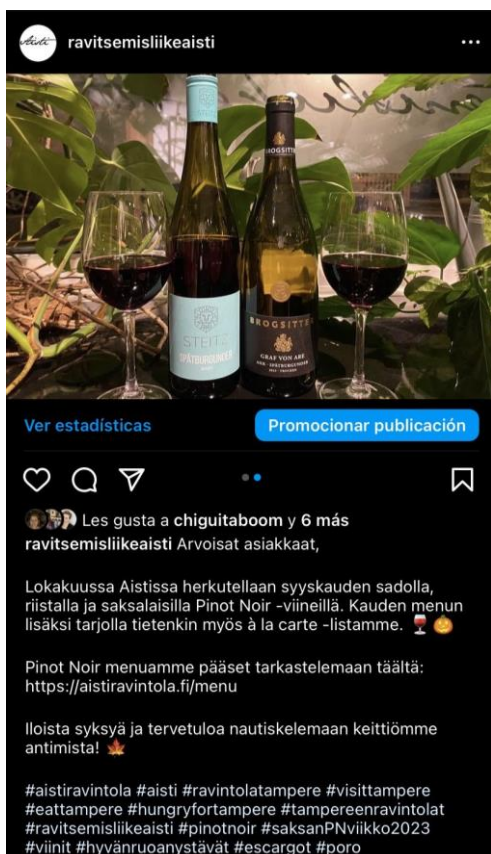 Aisti
ravitsemisliikeaisti
STEITZ
SPÄTBURGUNDER
BROGSITTER
BROGSITTER
GRAF VON ARE
Ver estadísticas
Promocionar publicación
Les gusta a chiguitaboom y 6 más
ravitsemisliikeaisti Arvoisat asiakkaat,
Lokakuussa Aistissa herkutellaan syyskauden sadolla,
riistalla ja saksalaisilla Pinot Noir -viineillä. Kauden menun
lisäksi tarjolla tietenkin myös à la carte -listamme. 🍷🎃
Pinot Noir menuamme pääset tarkastelemaan täältä:
https://aistiravintola.fi/menu
Iloista syksyä ja tervetuloa nautiskelemaan keittiömme
antimista! 🍁
#aistiravintola #aisti #ravintolatampere #visittampere
#eattampere #hungryfortampere #tampereenravintolat
#ravitsemisliikeaisti #pinotnoir #saksanPNviikko2023
#viinit #hyvänruoanystävät #escargot #poro